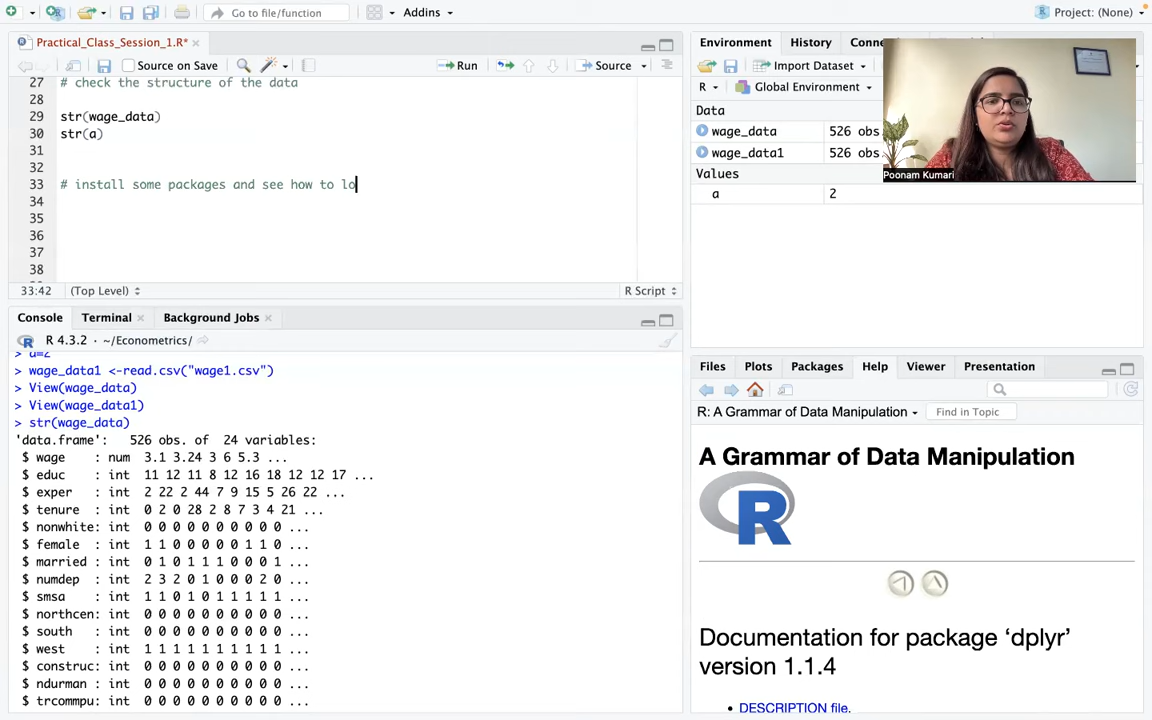 Go to file/function
Addins
Project: (None)
Practical_Class_Session_1.R*
Source on Save
Run
Source
27 # check the structure of the data
28
29 str(wage_data)
30 str(a)
31
32
33 # install some packages and see how to lo
34
35
36
37
38
33:42 (Top Level)
R Script
Console Terminal Background Jobs
R 4.3.2 · ~/Econometrics/
> a=2
> wage_data1 <-read.csv("wage1.csv")
> View(wage_data)
> View(wage_data1)
> str(wage_data)
'data.frame': 526 obs. of 24 variables:
$ wage : num 3.1 3.24 3 6 5.3 ...
$ educ : int 11 12 11 8 12 16 18 12 12 17 ...
$ exper : int 2 22 2 44 7 9 15 5 26 22 ...
$ tenure : int 0 2 0 28 2 8 7 3 4 21 ...
$ nonwhite: int 0 0 0 0 0 0 0 0 0 0 ...
$ female : int 1 1 0 0 0 0 0 1 1 0 ...
$ married : int 0 1 0 1 1 1 0 0 0 1 ...
$ numdep : int 2 3 2 0 1 0 0 0 2 0 ...
$ smsa : int 1 1 0 1 0 1 1 1 1 1 ...
$ northcen: int 0 0 0 0 0 0 0 0 0 0 ...
$ south : int 0 0 0 0 0 0 0 0 0 0 ...
$ west : int 1 1 1 1 1 1 1 1 1 1 ...
$ construc: int 0 0 0 0 0 0 0 0 0 0 ...
$ ndurman : int 0 0 0 0 0 0 0 0 0 0 ...
$ trcommpu: int 0 0 0 0 0 0 0 0 0 0 ...
Environment History Conne
Import Dataset
R Global Environment
Data
wage_data 526 obs
wage_data1 526 obs
Values
a 2
Poonam Kumari
Files Plots Packages Help Viewer Presentation
R: A Grammar of Data Manipulation
Find in Topic
A Grammar of Data Manipulation
R
Documentation for package ‘dplyr’
version 1.1.4
• DESCRIPTION file.